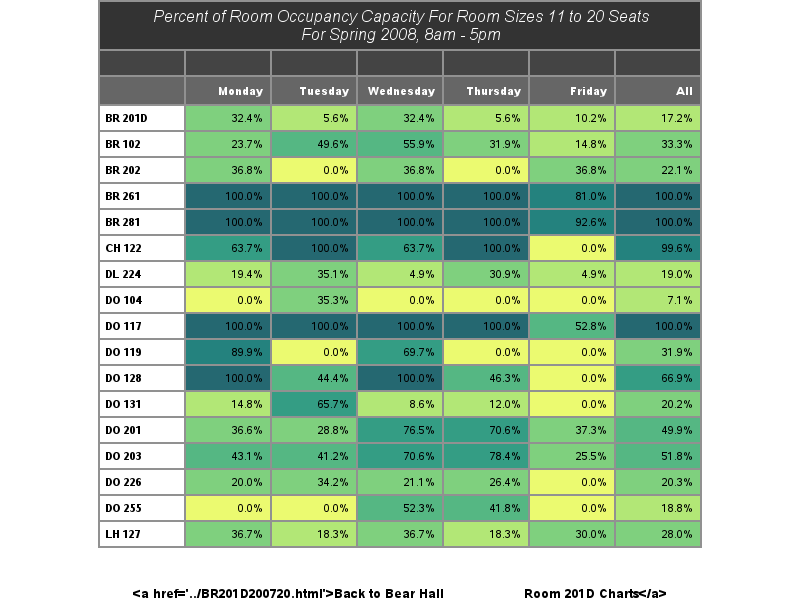 Percent of Room Occupancy Capacity For Room Sizes 11 to 20 Seats
For Spring 2008, 8am - 5pm
Monday Tuesday Wednesday Thursday Friday All
BR 201D 32.4% 5.6% 32.4% 5.6% 10.2% 17.2%
BR 102 23.7% 49.6% 55.9% 31.9% 14.8% 33.3%
BR 202 36.8% 0.0% 36.8% 0.0% 36.8% 22.1%
BR 261 100.0% 100.0% 100.0% 100.0% 81.0% 100.0%
BR 281 100.0% 100.0% 100.0% 100.0% 92.6% 100.0%
CH 122 63.7% 100.0% 63.7% 100.0% 0.0% 99.6%
DL 224 19.4% 35.1% 4.9% 30.9% 4.9% 19.0%
DO 104 0.0% 35.3% 0.0% 0.0% 0.0% 7.1%
DO 117 100.0% 100.0% 100.0% 100.0% 52.8% 100.0%
DO 119 89.9% 0.0% 69.7% 0.0% 0.0% 31.9%
DO 128 100.0% 44.4% 100.0% 46.3% 0.0% 66.9%
DO 131 14.8% 65.7% 8.6% 12.0% 0.0% 20.2%
DO 201 36.6% 28.8% 76.5% 70.6% 37.3% 49.9%
DO 203 43.1% 41.2% 70.6% 78.4% 25.5% 51.8%
DO 226 20.0% 34.2% 21.1% 26.4% 0.0% 20.3%
DO 255 0.0% 0.0% 52.3% 41.8% 0.0% 18.8%
LH 127 36.7% 18.3% 36.7% 18.3% 30.0% 28.0%
<a href='../BR201D200720.html'>Back to Bear Hall Room 201D Charts</a>